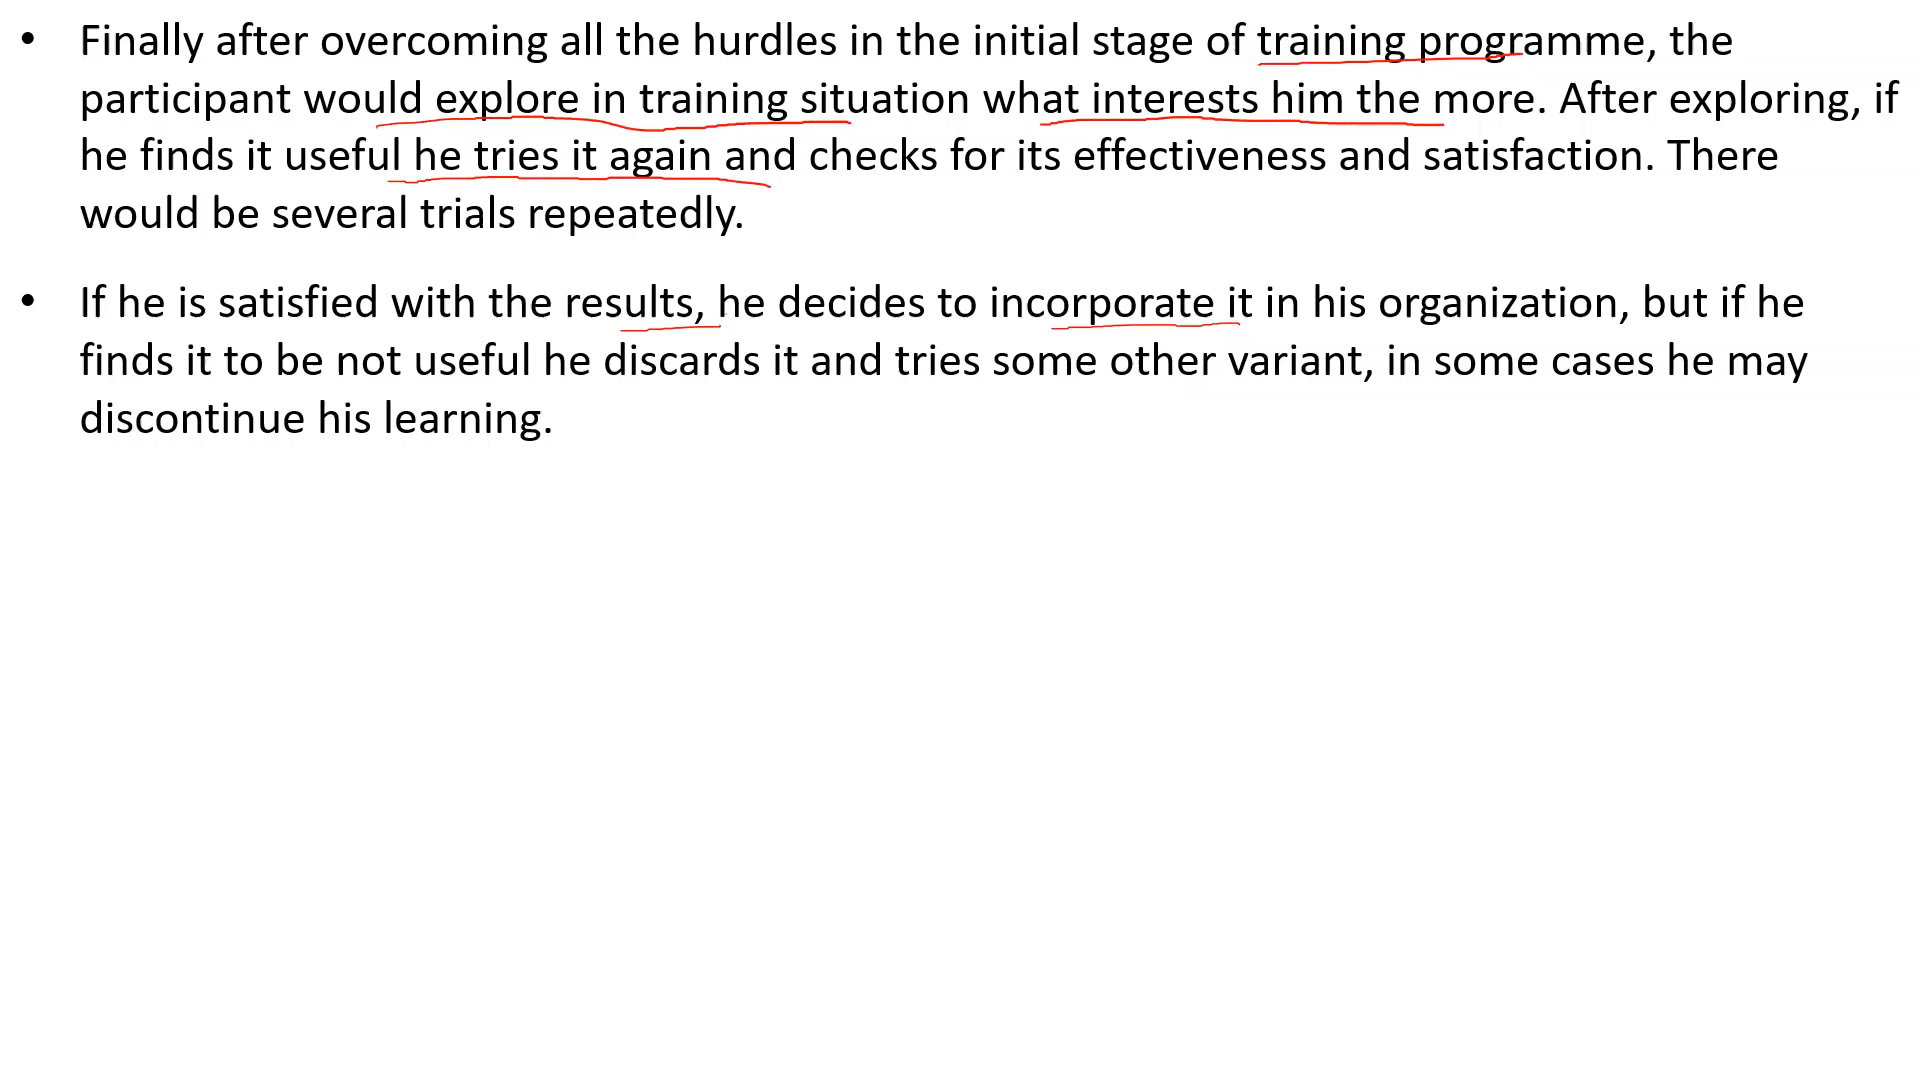 • Finally after overcoming all the hurdles in the initial stage of training programme, the
participant would explore in training situation what interests him the more. After exploring, if
he finds it useful he tries it again and checks for its effectiveness and satisfaction. There
would be several trials repeatedly.
• If he is satisfied with the results, he decides to incorporate it in his organization, but if he
finds it to be not useful he discards it and tries some other variant, in some cases he may
discontinue his learning.